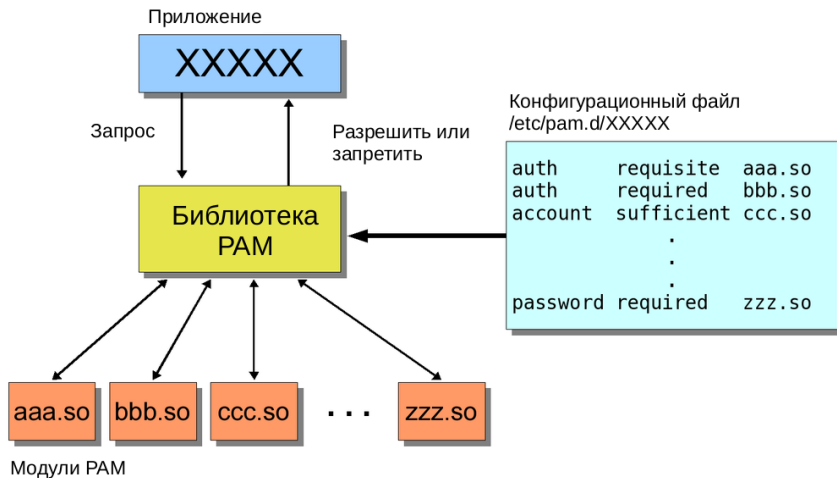 Приложение
XXXXX
Запрос
Разрешить или
запретить
Конфигурационный файл
/etc/pam.d/XXXXX
auth requisite aaa.so
auth required bbb.so
account sufficient ccc.so
.
.
.
password required zzz.so
Библиотека
PAM
aaa.so bbb.so ccc.so ... zzz.so
Модули PAM